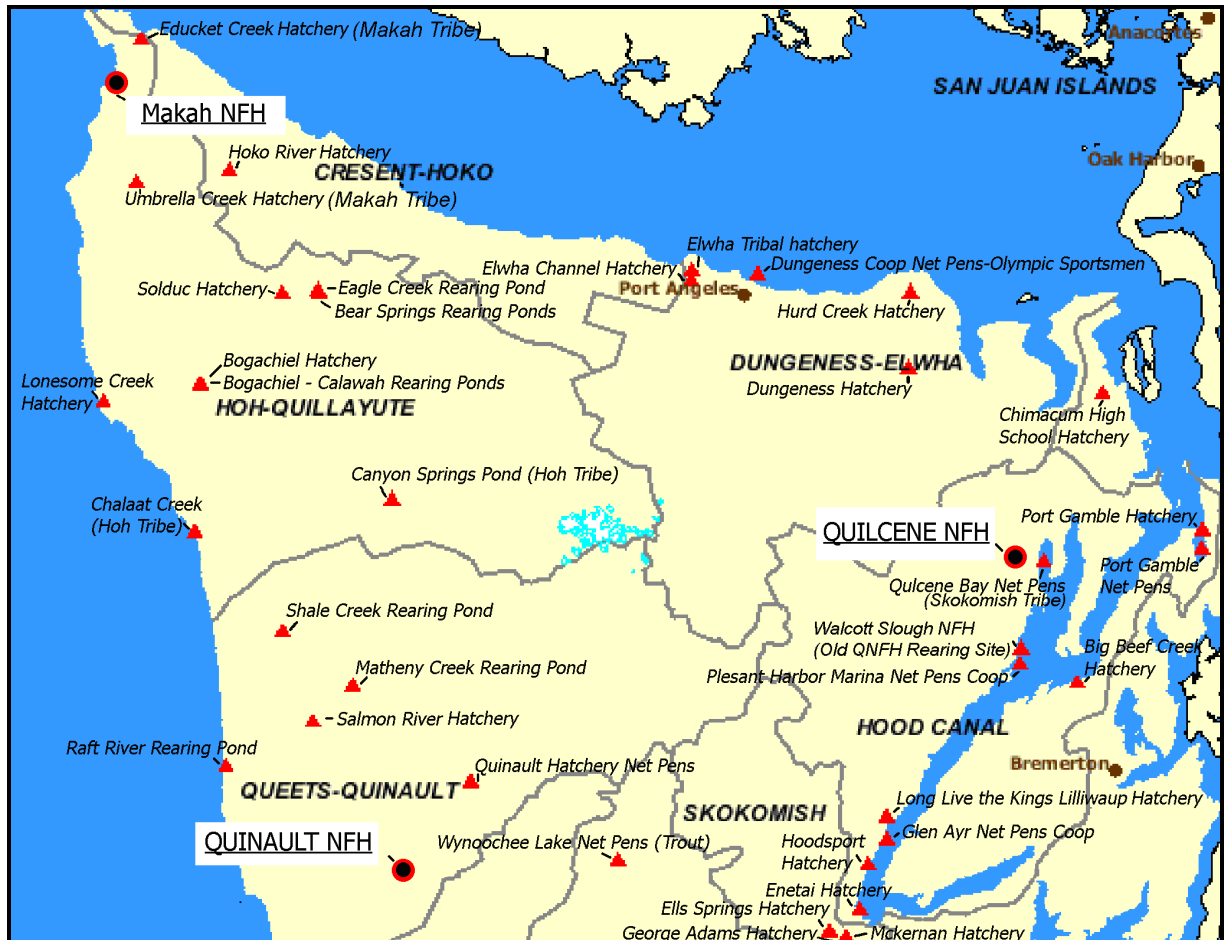 Educket Creek Hatchery (Makah Tribe)
Anacortes
SAN JUAN ISLANDS
Makah NFH
Hoko River Hatchery
CRESENT-HOKO
Oak Harbor
Umbrella Creek Hatchery (Makah Tribe)
Elwha Tribal hatchery
Elwha Channel Hatchery
Dungeness Coop Net Pens-Olympic Sportsmen
Port Angeles
Solduc Hatchery
Eagle Creek Rearing Pond
Bear Springs Rearing Ponds
Hurd Creek Hatchery
Bogachiel Hatchery
Bogachiel - Calawah Rearing Ponds
DUNGENESS-ELWHA
Dungeness Hatchery
Lonesome Creek
Hatchery
HOH-QUILLAYUTE
Chimacum High
School Hatchery
Canyon Springs Pond (Hoh Tribe)
Chalaat Creek
(Hoh Tribe)
QUILCENE NFH
Port Gamble Hatchery
Port Gamble
Net Pens
Qulcene Bay Net Pens
(Skokomish Tribe)
Shale Creek Rearing Pond
Walcott Slough NFH
(Old QNFH Rearing Site)
Big Beef Creek
Hatchery
Matheny Creek Rearing Pond
Plesant Harbor Marina Net Pens Coop
Salmon River Hatchery
HOOD CANAL
Raft River Rearing Pond
Quinault Hatchery Net Pens
Bremerton
QUEETS-QUINAULT
Long Live the Kings Lilliwaup Hatchery
SKOKOMISH
Glen Ayr Net Pens Coop
QUINAULT NFH
Wynoochee Lake Net Pens (Trout)
Hoodsport
Hatchery
Enetai Hatchery
Ells Springs Hatchery
George Adams Hatchery
Mckernan Hatchery